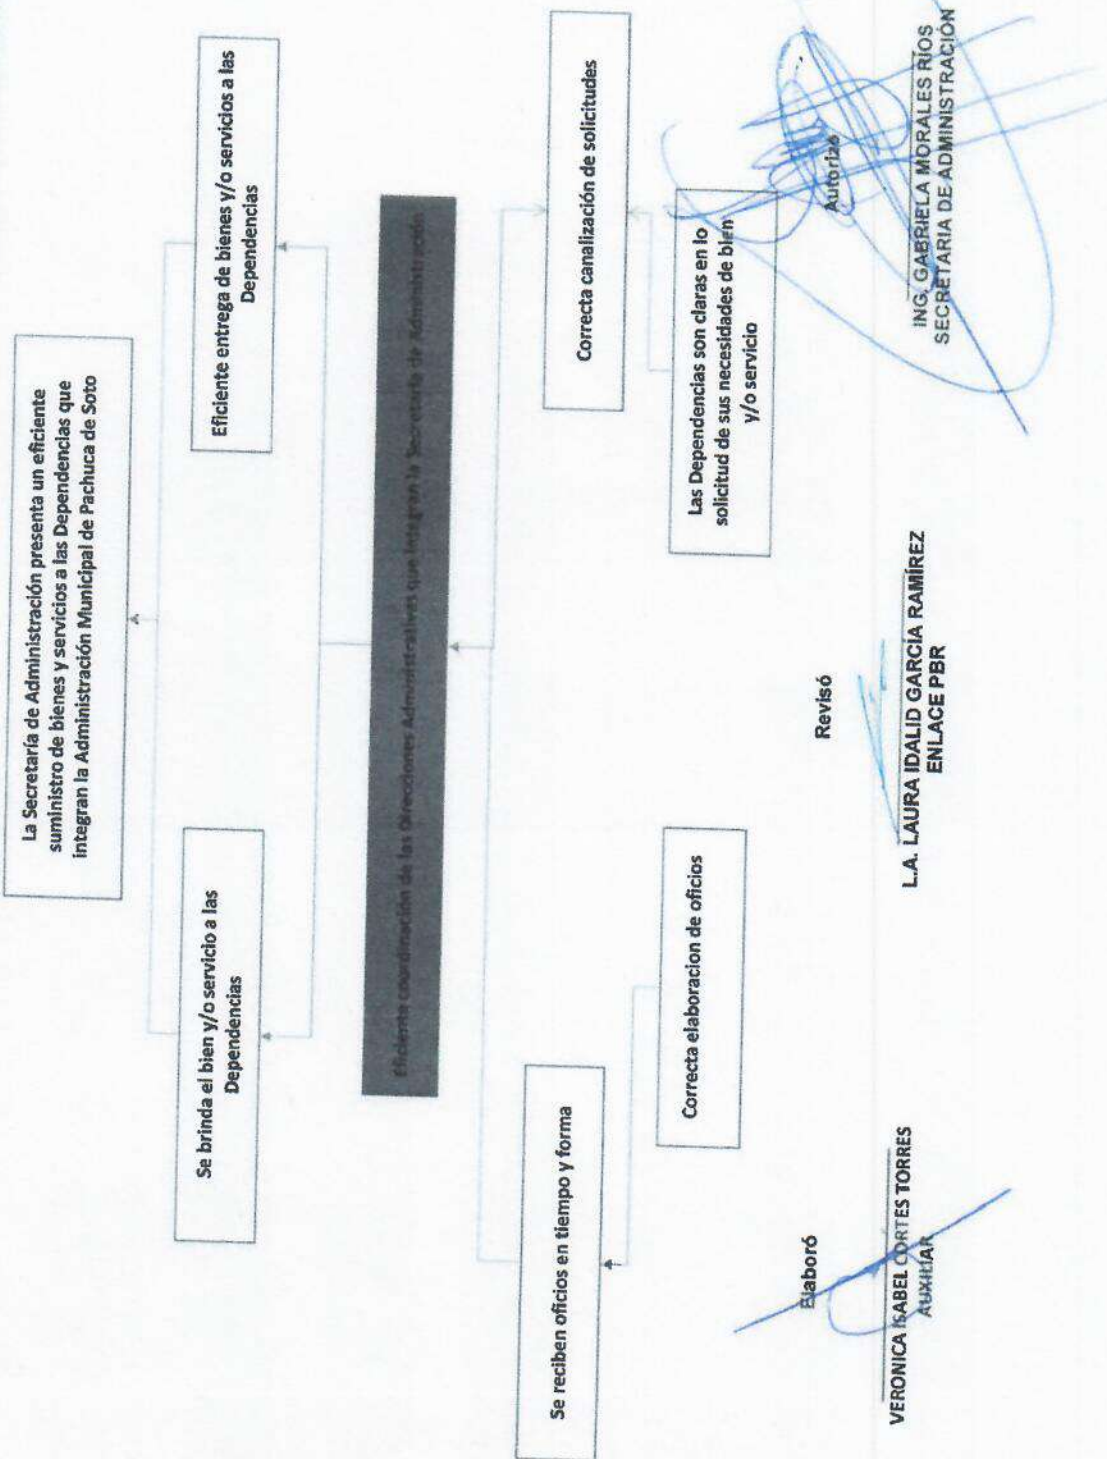 La Secretaría de Administración presenta un eficiente
suministro de bienes y servicios a las Dependencias que
integran la Administración Municipal de Pachuca de Soto
Se brinda el bien y/o servicio a las
Dependencias
Eficiente entrega de bienes y/o servicios a las
Dependencias
Eficiente coordinación de las Direcciones Administrativas que integran la Secretaría de Administración
Se reciben oficios en tiempo y forma
Correcta canalización de solicitudes
Correcta elaboracion de oficios
Las Dependencias son claras en lo
solicitud de sus necesidades de bien
y/o servicio
Elaboró
VERONICA ISABEL CORTES TORRES
AUXILIAR
Revisó
L.A. LAURA IDALID GARCÍA RAMÍREZ
ENLACE PBR
Autorizó
ING. GABRIELA MORALES RÍOS
SECRETARIA DE ADMINISTRACIÓN